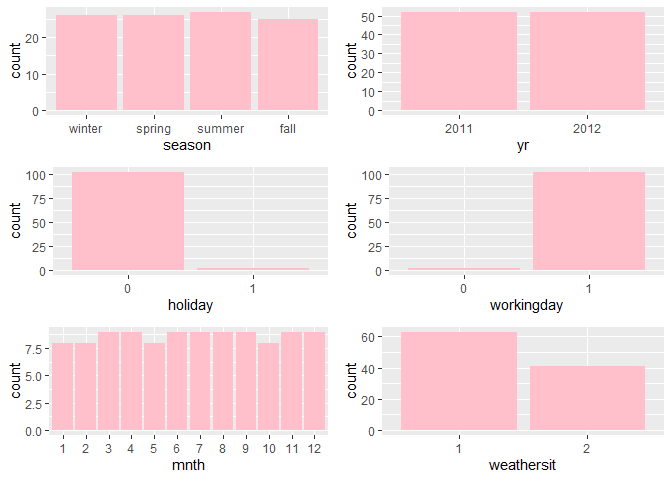 count
20
10
0
winter spring summer fall
season
count
50
40
30
20
10
0
2011 2012
yr
count
100
75
50
25
0
0 1
holiday
count
100
75
50
25
0
0 1
workingday
count
7.5
5.0
2.5
0.0
1 2 3 4 5 6 7 8 9 10 11 12
mnth
count
60
40
20
0
1 2
weathersit